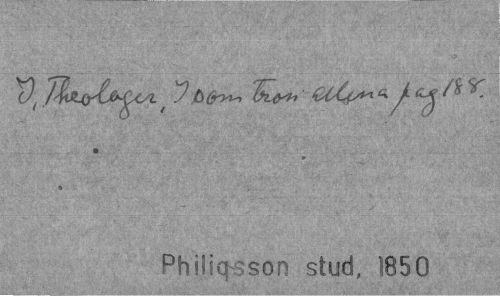 I, Theologer, I som tron allena pag 188.
Philiqsson stud, 1850